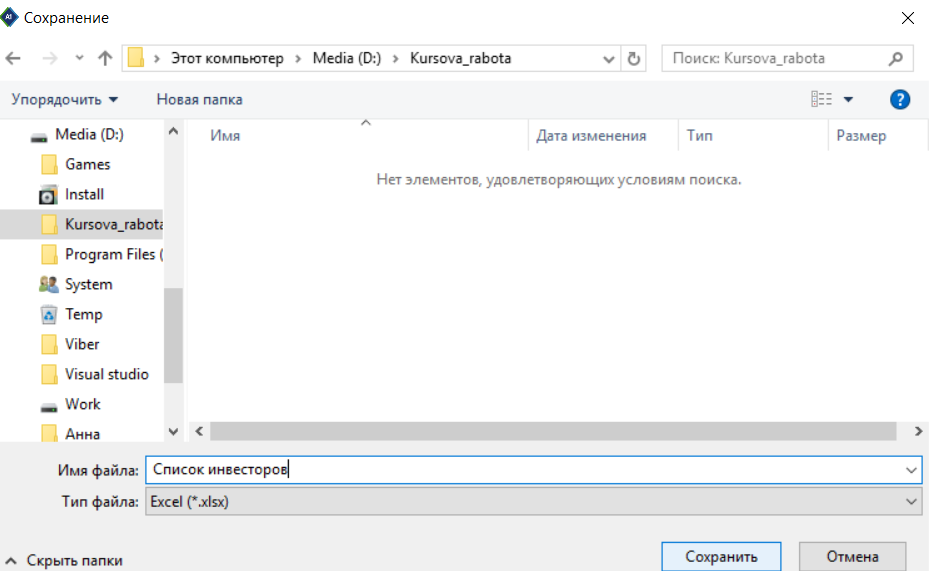 A1 Сохранение
Этот компьютер > Media (D:) > Kursova_rabota
Поиск: Kursova_rabota
Упорядочить
Новая папка
?
Имя
Дата изменения
Тип
Размер
Нет элементов, удовлетворяющих условиям поиска.
Media (D:)
Games
Install
Kursova_rabota
Program Files (
System
Temp
Viber
Visual studio
Work
Анна
Имя файла: Список инвесторов
Тип файла: Excel (*.xlsx)
Скрыть папки
Сохранить
Отмена